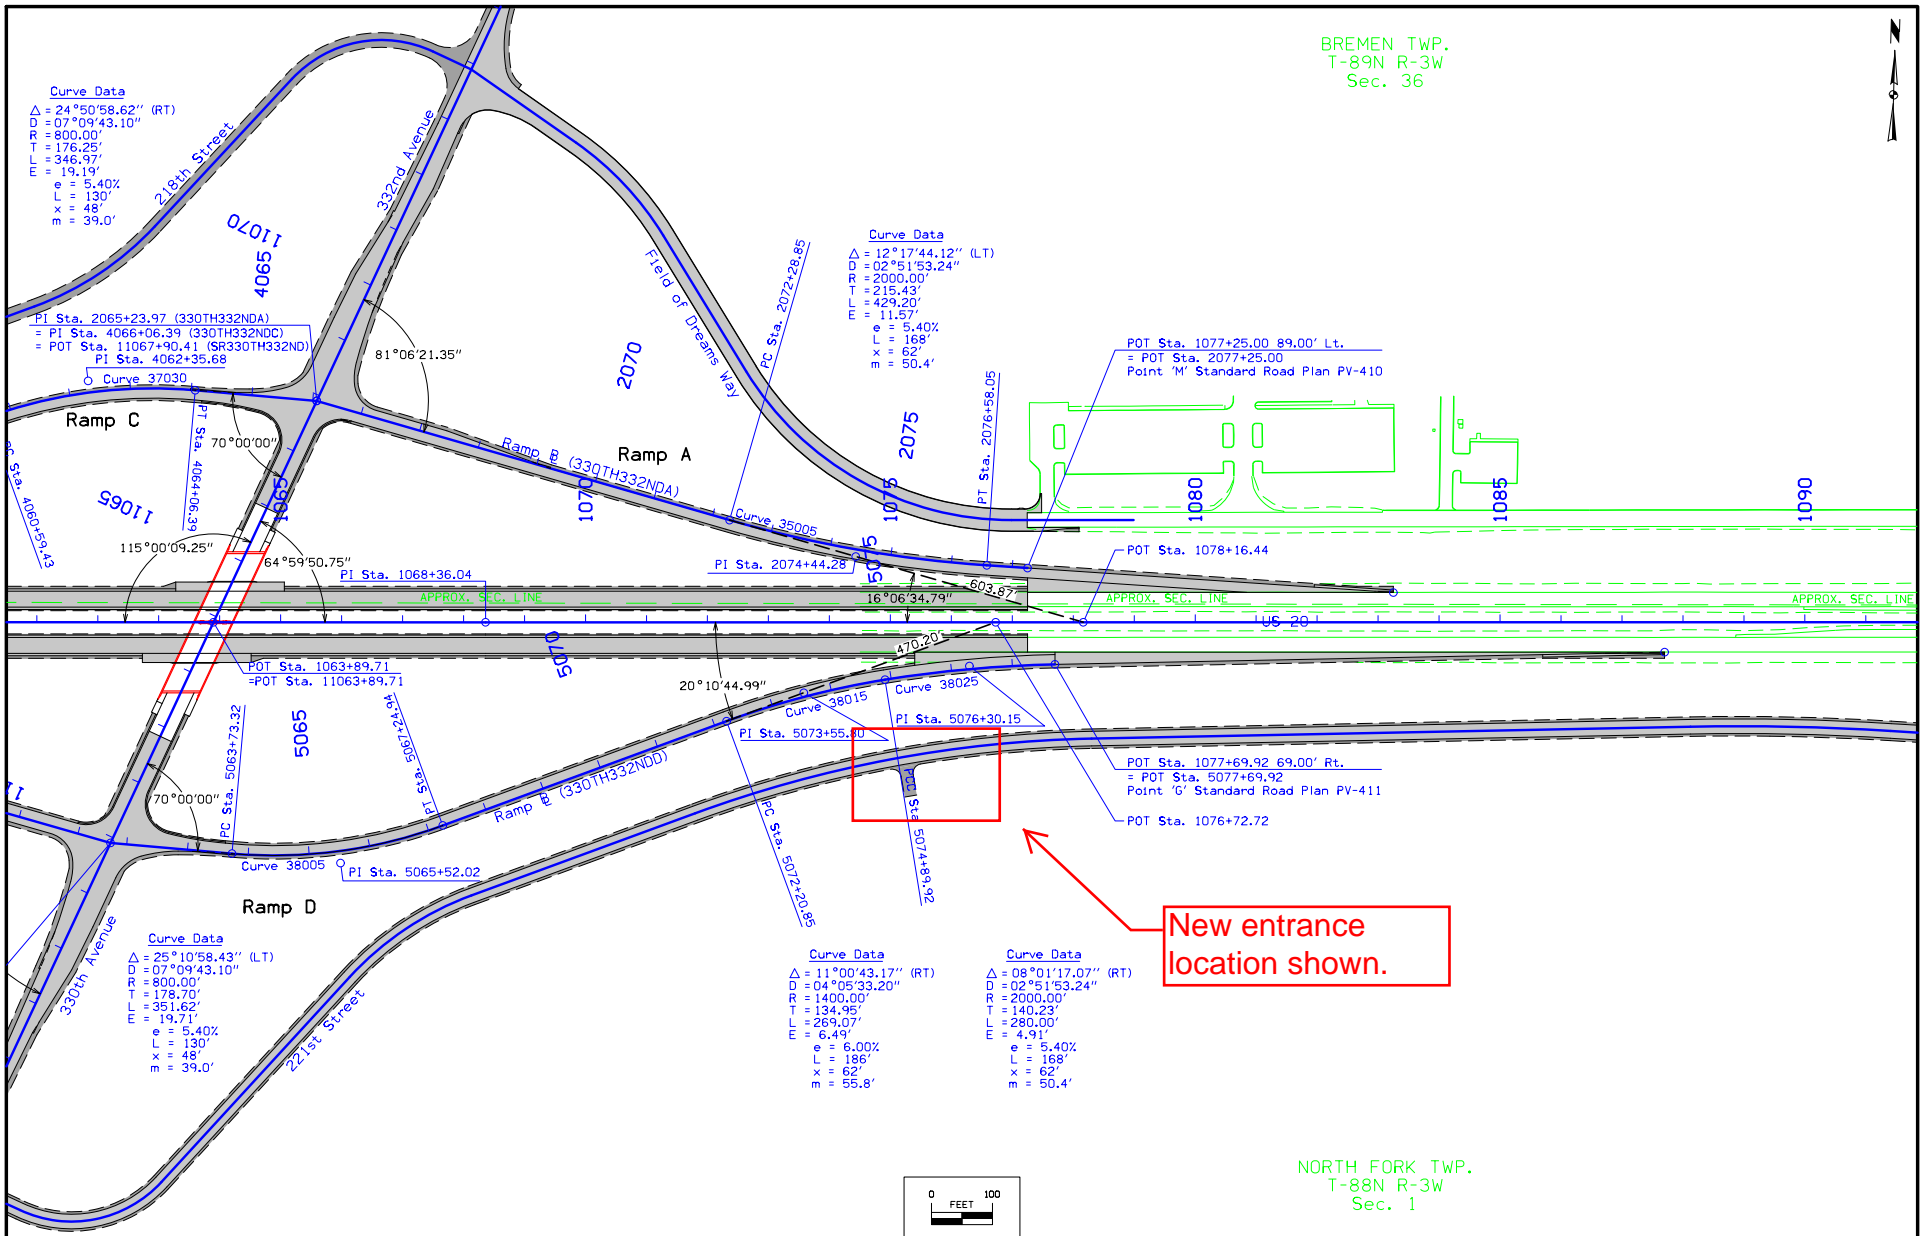 BREMEN TWP.
T-89N R-3W
Sec. 36
N
Curve Data
Δ = 24°50'58.62" (RT)
D = 07°09'43.10"
R = 800.00'
T = 176.25'
L = 346.97'
E = 19.19'
e = 5.40%
L = 130'
x = 48'
m = 39.0'
218th Street
332nd Avenue
11070
4065
Field of Dreams Way
PC Sta. 2072+28.85
Curve Data
Δ = 12°17'44.12" (LT)
D = 02°51'53.24"
R = 2000.00'
T = 215.43'
L = 429.20'
E = 11.57'
e = 5.40%
L = 168'
x = 62'
m = 50.4'
PI Sta. 2065+23.97 (330TH332NDA)
= PI Sta. 4066+06.39 (330TH332NDC)
= POT Sta. 11067+90.41 (SR330TH332ND)
PI Sta. 4062+35.68
Curve 37030
81°06'21.35"
2070
2075
PT Sta. 2076+58.05
POT Sta. 1077+25.00 89.00' Lt.
= POT Sta. 2077+25.00
Point 'M' Standard Road Plan PV-410
Ramp C
PT Sta. 4064+06.39
70°00'00"
Ramp B (330TH332NDA)
Ramp A
PC Sta. 4060+59.43
11065
1065
1070
1075
1080
1085
1090
Curve 35005
115°00'09.25"
64°59'50.75"
PI Sta. 1068+36.04
PI Sta. 2074+44.28
5075
POT Sta. 1078+16.44
603.87'
16°06'34.79"
APPROX. SEC. LINE
APPROX. SEC. LINE
APPROX. SEC. LINE
US 20
470.20'
5070
POT Sta. 1063+89.71
=POT Sta. 11063+89.71
20°10'44.99"
Curve 38015
Curve 38025
PI Sta. 5076+30.15
PI Sta. 5073+55.80
5065
PC Sta. 5063+73.32
PT Sta. 5067+24.94
Ramp (330TH332NDD)
POT Sta. 1077+69.92 69.00' Rt.
= POT Sta. 5077+69.92
Point 'G' Standard Road Plan PV-411
POT Sta. 1076+72.72
11
70°00'00"
PC Sta. 5072+20.85
PCC Sta. 5074+89.92
Curve 38005
PI Sta. 5065+52.02
Ramp D
New entrance
location shown.
330th Avenue
221st Street
Curve Data
Δ = 25°10'58.43" (LT)
D = 07°09'43.10"
R = 800.00'
T = 178.70'
L = 351.62'
E = 19.71'
e = 5.40%
L = 130'
x = 48'
m = 39.0'
Curve Data
Δ = 11°00'43.17" (RT)
D = 04°05'33.20"
R = 1400.00'
T = 134.95'
L = 269.07'
E = 6.49'
e = 6.00%
L = 186'
x = 62'
m = 55.8'
Curve Data
Δ = 08°01'17.07" (RT)
D = 02°51'53.24"
R = 2000.00'
T = 140.23'
L = 280.00'
E = 4.91'
e = 5.40%
L = 168'
x = 62'
m = 50.4'
NORTH FORK TWP.
T-88N R-3W
Sec. 1
0 100
FEET